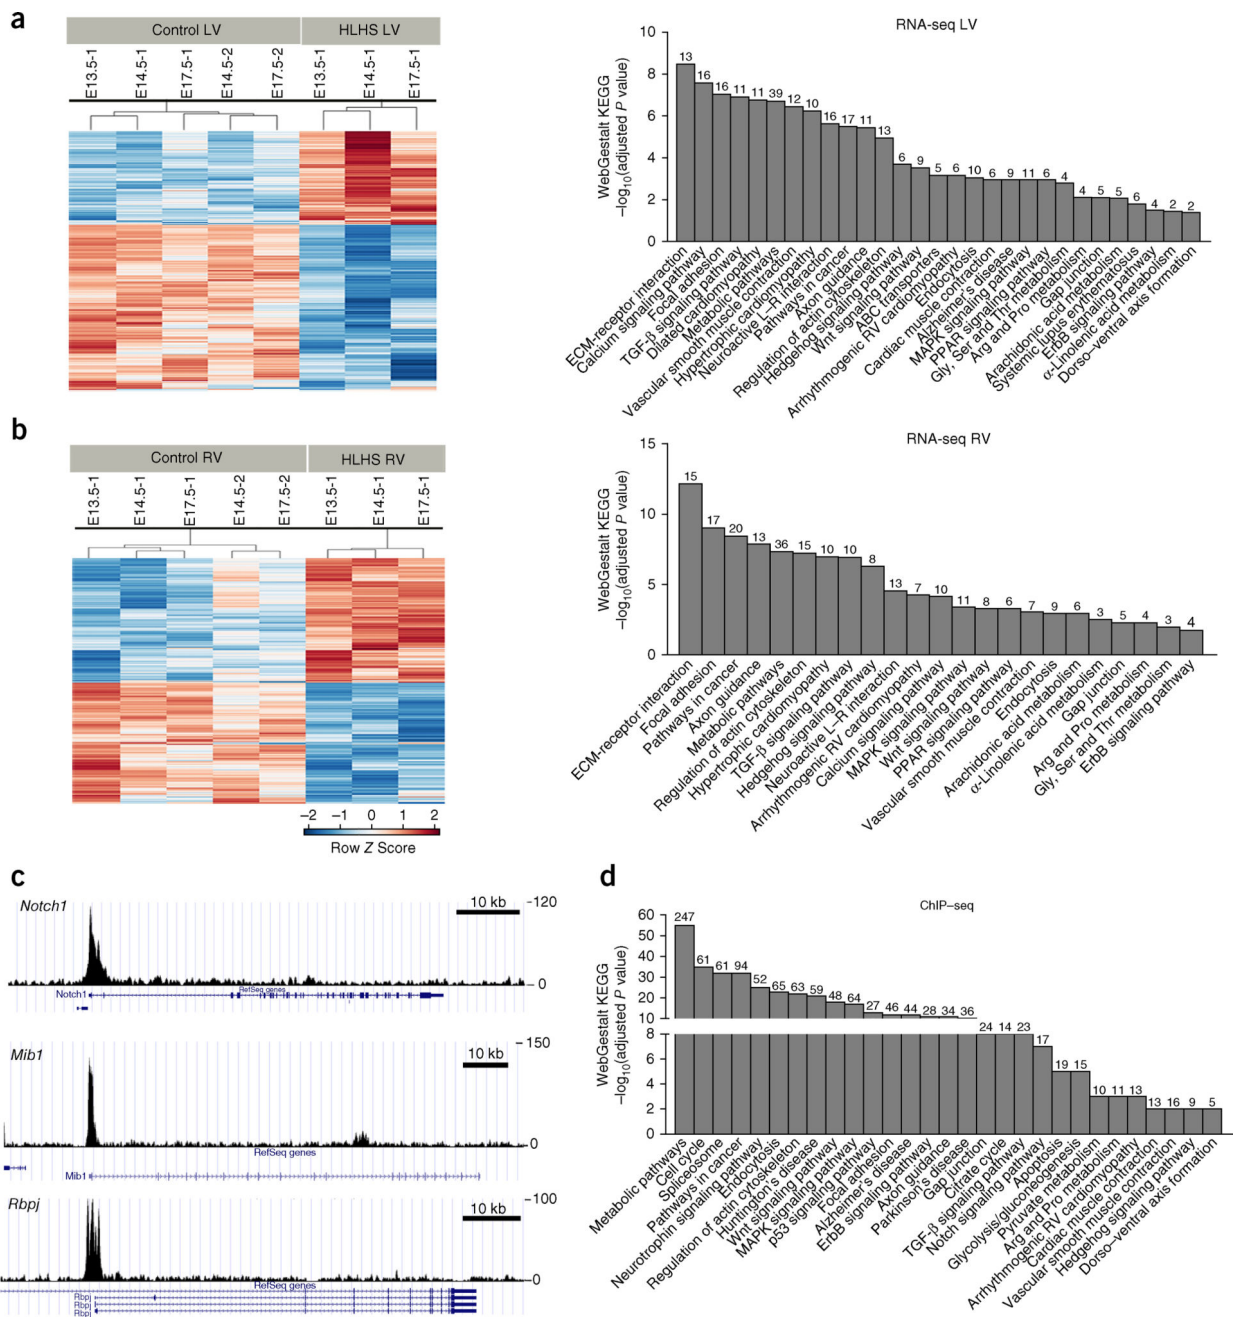 a
Control LV
HLHS LV
E13.5-1
E14.5-1
E17.5-1
E14.5-2
E17.5-2
E13.5-1
E14.5-1
E17.5-1
RNA-seq LV
WebGestalt KEGG
–log10(adjusted P value)
10
8
6
4
2
0
13
16
16
11
11
39
12
10
16
17
11
13
6
9
5
6
10
6
9
11
6
4
4
5
5
6
4
2
2
ECM-receptor interaction
Calcium signaling pathway
Focal adhesion
TGF-β signaling pathway
Dilated cardiomyopathy
Metabolic pathways
Vascular smooth muscle contraction
Hypertrophic cardiomyopathy
Neuroactive L–R interaction
Pathways in cancer
Axon guidance
Regulation of actin cytoskeleton
Hedgehog signaling pathway
Wnt signaling pathway
ABC transporters
Arrhythmogenic RV cardiomyopathy
Endocytosis
Cardiac muscle contraction
Alzheimer's disease
MAPK signaling pathway
PPAR signaling pathway
Gly, Ser and Thr metabolism
Arg and Pro metabolism
Gap junction
Arachidonic acid metabolism
Systemic lupus erythematosus
ErbB signaling pathway
α-Linolenic acid metabolism
Dorso–ventral axis formation
b
Control RV
HLHS RV
E13.5-1
E14.5-1
E17.5-1
E14.5-2
E17.5-2
E13.5-1
E14.5-1
E17.5-1
−2 −1 0 1 2
Row Z Score
RNA-seq RV
WebGestalt KEGG
–log10(adjusted P value)
15
10
5
0
15
17
20
13
36
15
10
10
8
13
7
10
11
8
6
7
9
6
3
5
4
3
4
ECM-receptor interaction
Focal adhesion
Pathways in cancer
Axon guidance
Metabolic pathways
Regulation of actin cytoskeleton
Hypertrophic cardiomyopathy
TGF-β signaling pathway
Hedgehog signaling pathway
Neuroactive L–R interaction
Arrhythmogenic RV cardiomyopathy
Calcium signaling pathway
MAPK signaling pathway
Wnt signaling pathway
PPAR signaling pathway
Vascular smooth muscle contraction
Endocytosis
Arachidonic acid metabolism
α-Linolenic acid metabolism
Gap junction
Arg and Pro metabolism
Gly, Ser and Thr metabolism
ErbB signaling pathway
c
Notch1
10 kb
120
0
RefSeq genes
Notch1
Mib1
10 kb
150
0
RefSeq genes
Mib1
Rbpj
10 kb
100
0
RefSeq genes
Rbpj
Rbpj
Rbpj
d
ChIP–seq
WebGestalt KEGG
–log10(adjusted P value)
60
50
40
30
20
10
8
6
4
2
0
247
61
61
94
52
65
63
59
48
64
27
46
44
28
34
36
24
14
23
17
19
15
10
11
13
13
16
9
5
Metabolic pathways
Cell cycle
Spliceosome
Pathways in cancer
Neurotrophin signaling pathway
Endocytosis
Regulation of actin cytoskeleton
Huntington's disease
Wnt signaling pathway
MAPK signaling pathway
p53 signaling pathway
Focal adhesion
Alzheimer's disease
ErbB signaling pathway
Axon guidance
Parkinson's disease
Gap junction
Citrate cycle
TGF-β signaling pathway
Notch signaling pathway
Apoptosis
Glycolysis/gluconeogenesis
Pyruvate metabolism
Arg and Pro metabolism
Arrhythmogenic RV cardiomyopathy
Cardiac muscle contraction
Vascular smooth muscle contraction
Hedgehog signaling pathway
Dorso–ventral axis formation